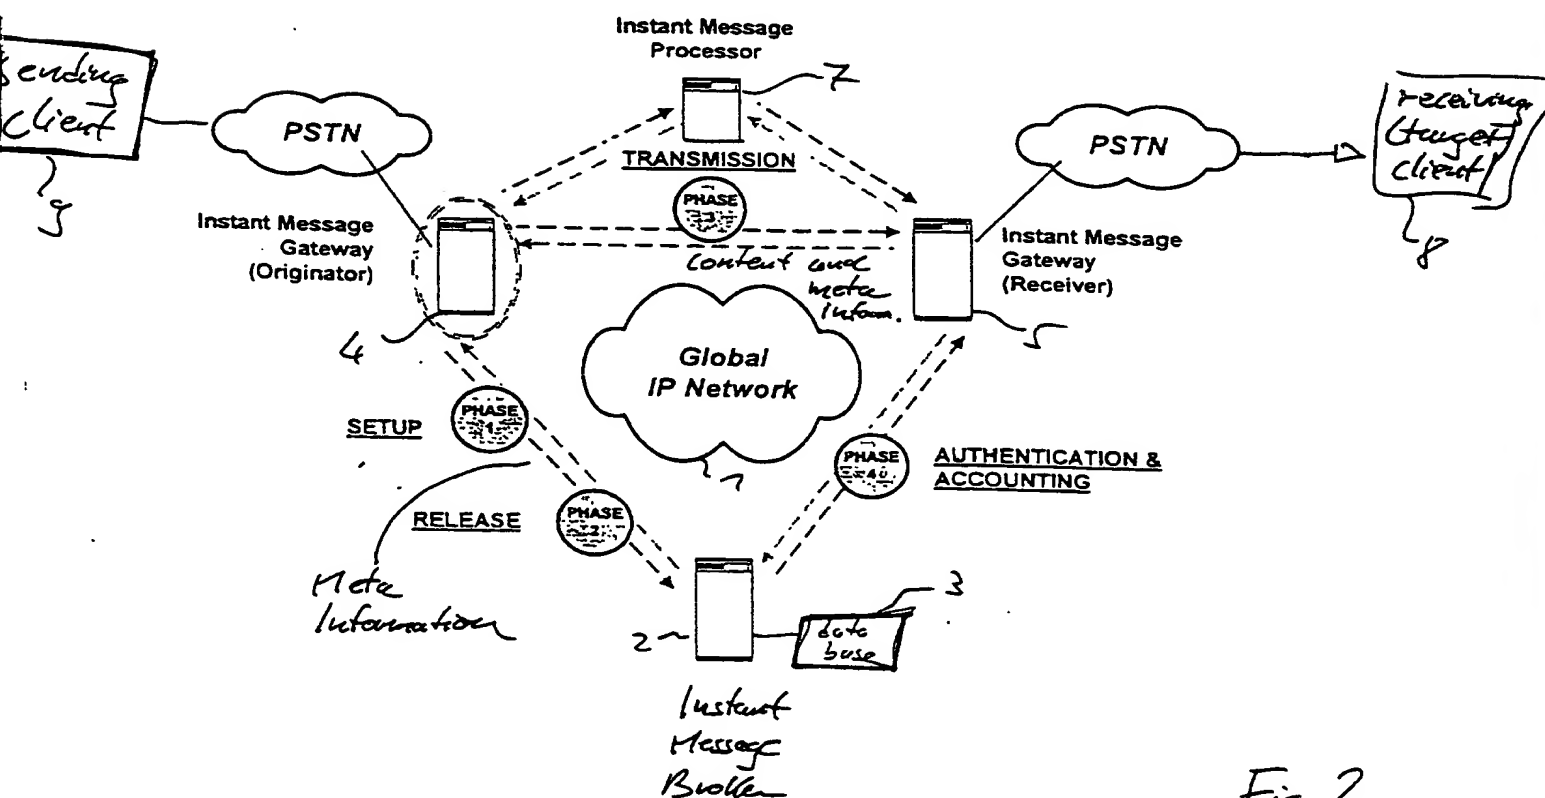 Instant Message
Processor
7
sending
client
9
PSTN
TRANSMISSION
PHASE
3
PSTN
receiving
(target
client)
8
Instant Message
Gateway
(Originator)
4
content and
meta
inform.
Instant Message
Gateway
(Receiver)
5
Global
IP Network
1
SETUP
PHASE
1
RELEASE
PHASE
2
PHASE
4
AUTHENTICATION &
ACCOUNTING
Meta
Information
2
3
data
base
Instant
Message
Broker
Fig. 2